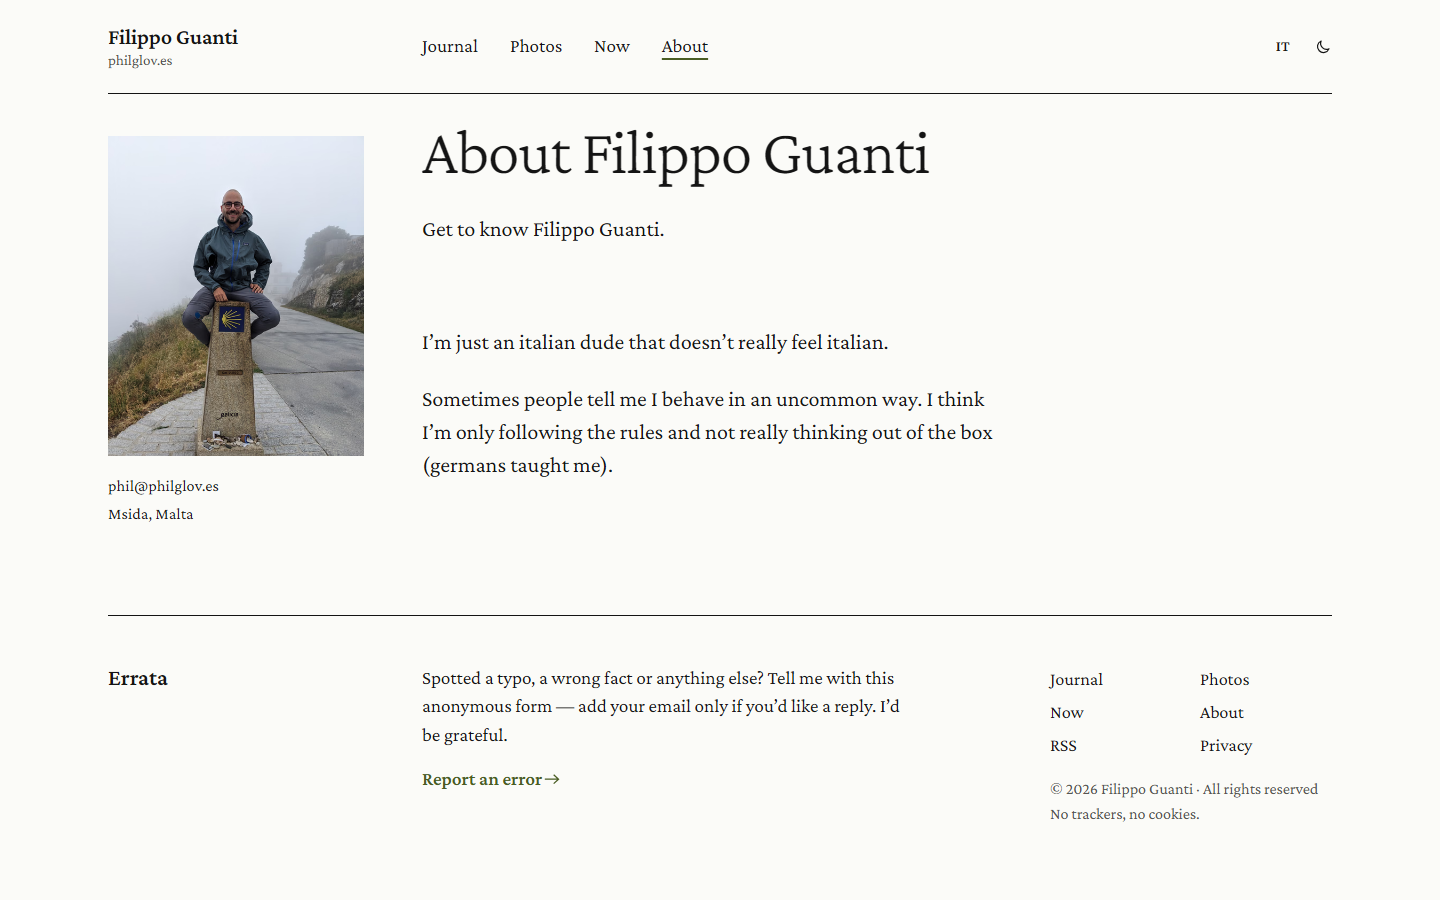 Filippo Guanti
philglov.es
Journal
Photos
Now
About
IT
About Filippo Guanti
Get to know Filippo Guanti.
I’m just an italian dude that doesn’t really feel italian.
Sometimes people tell me I behave in an uncommon way. I think
I’m only following the rules and not really thinking out of the box
(germans taught me).
galicia
phil@philglov.es
Msida, Malta
Errata
Spotted a typo, a wrong fact or anything else? Tell me with this
anonymous form — add your email only if you’d like a reply. I’d
be grateful.
Report an error →
Journal
Photos
Now
About
RSS
Privacy
© 2026 Filippo Guanti · All rights reserved
No trackers, no cookies.